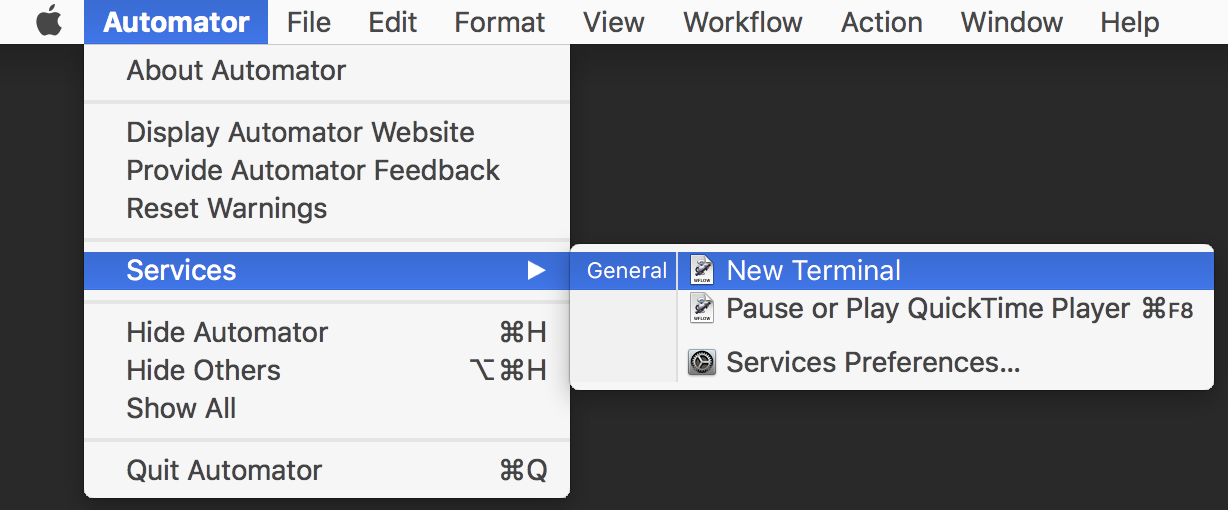 Automator File Edit Format View Workflow Action Window Help
About Automator
Display Automator Website
Provide Automator Feedback
Reset Warnings
Services ▶ General New Terminal
Pause or Play QuickTime Player ⌘F8
Hide Automator ⌘H
Services Preferences...
Hide Others ⌥⌘H
Show All
Quit Automator ⌘Q